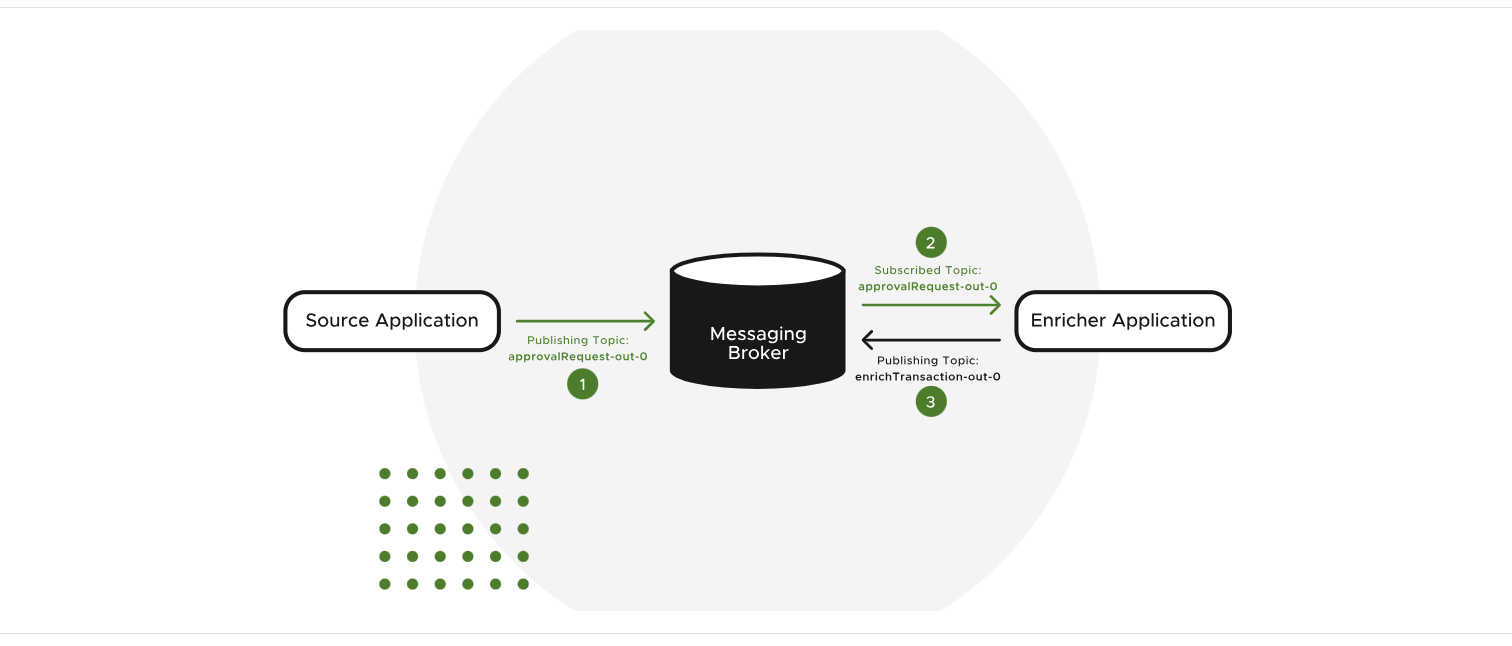 Source Application
Publishing Topic:
approvalRequest-out-0
1
Messaging
Broker
2
Subscribed Topic:
approvalRequest-out-0
Publishing Topic:
enrichTransaction-out-0
3
Enricher Application